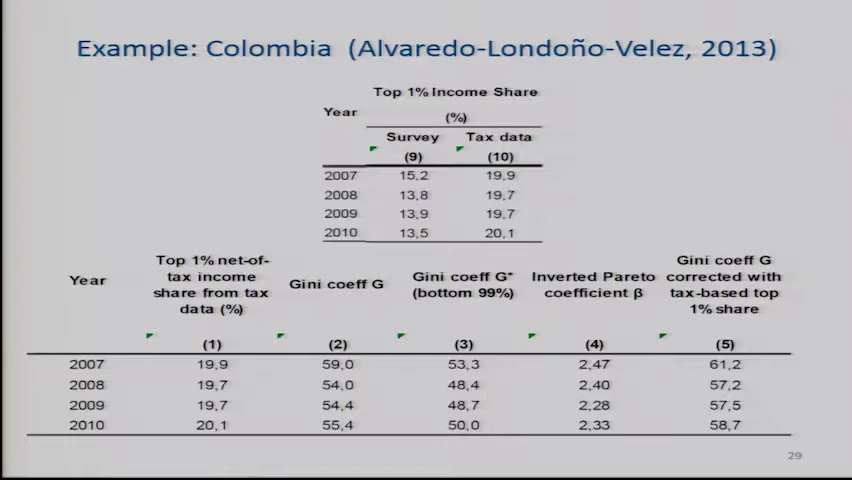 Example: Colombia (Alvaredo-Londoño-Velez, 2013)
Top 1% Income Share
Year
(%)
Survey Tax data
(9) (10)
2007 15,2 19,9
2008 13,8 19,7
2009 13,9 19,7
2010 13,5 20,1
Year
Top 1% net-of-
tax income
share from tax
data (%)
Gini coeff G
Gini coeff G*
(bottom 99%)
Inverted Pareto
coefficient β
Gini coeff G
corrected with
tax-based top
1% share
(1) (2) (3) (4) (5)
2007 19,9 59,0 53,3 2,47 61,2
2008 19,7 54,0 48,4 2,40 57,2
2009 19,7 54,4 48,7 2,28 57,5
2010 20,1 55,4 50,0 2,33 58,7
29